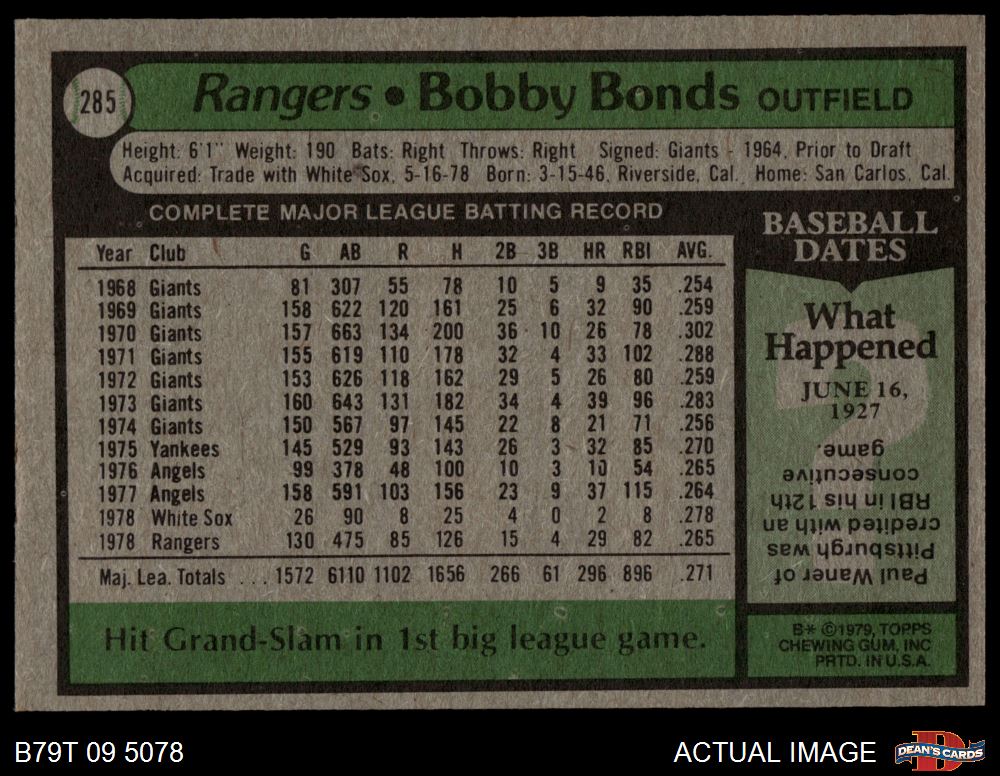 285
Rangers • Bobby Bonds OUTFIELD
Height: 6'1" Weight: 190 Bats: Right Throws: Right Signed: Giants - 1964, Prior to Draft
Acquired: Trade with White Sox, 5-16-78 Born: 3-15-46, Riverside, Cal. Home: San Carlos, Cal.
COMPLETE MAJOR LEAGUE BATTING RECORD
Year Club G AB R H 2B 3B HR RBI AVG.
1968 Giants 81 307 55 78 10 5 9 35 .254
1969 Giants 158 622 120 161 25 6 32 90 .259
1970 Giants 157 663 134 200 36 10 26 78 .302
1971 Giants 155 619 110 178 32 4 33 102 .288
1972 Giants 153 626 118 162 29 5 26 80 .259
1973 Giants 160 643 131 182 34 4 39 96 .283
1974 Giants 150 567 97 145 22 8 21 71 .256
1975 Yankees 145 529 93 143 26 3 32 85 .270
1976 Angels 99 378 48 100 10 3 10 54 .265
1977 Angels 158 591 103 156 23 9 37 115 .264
1978 White Sox 26 90 8 25 4 0 2 8 .278
1978 Rangers 130 475 85 126 15 4 29 82 .265
Maj. Lea. Totals ... 1572 6110 1102 1656 266 61 296 896 .271
Hit Grand-Slam in 1st big league game.
BASEBALL
DATES
What
Happened
JUNE 16,
1927
Paul Waner of
Pittsburgh was
credited with an
RBI in his 12th
consecutive
game.
B* ©1979, TOPPS
CHEWING GUM, INC
PRTD. IN U.S.A.
B79T 09 5078
ACTUAL IMAGE
DEAN'S CARDS